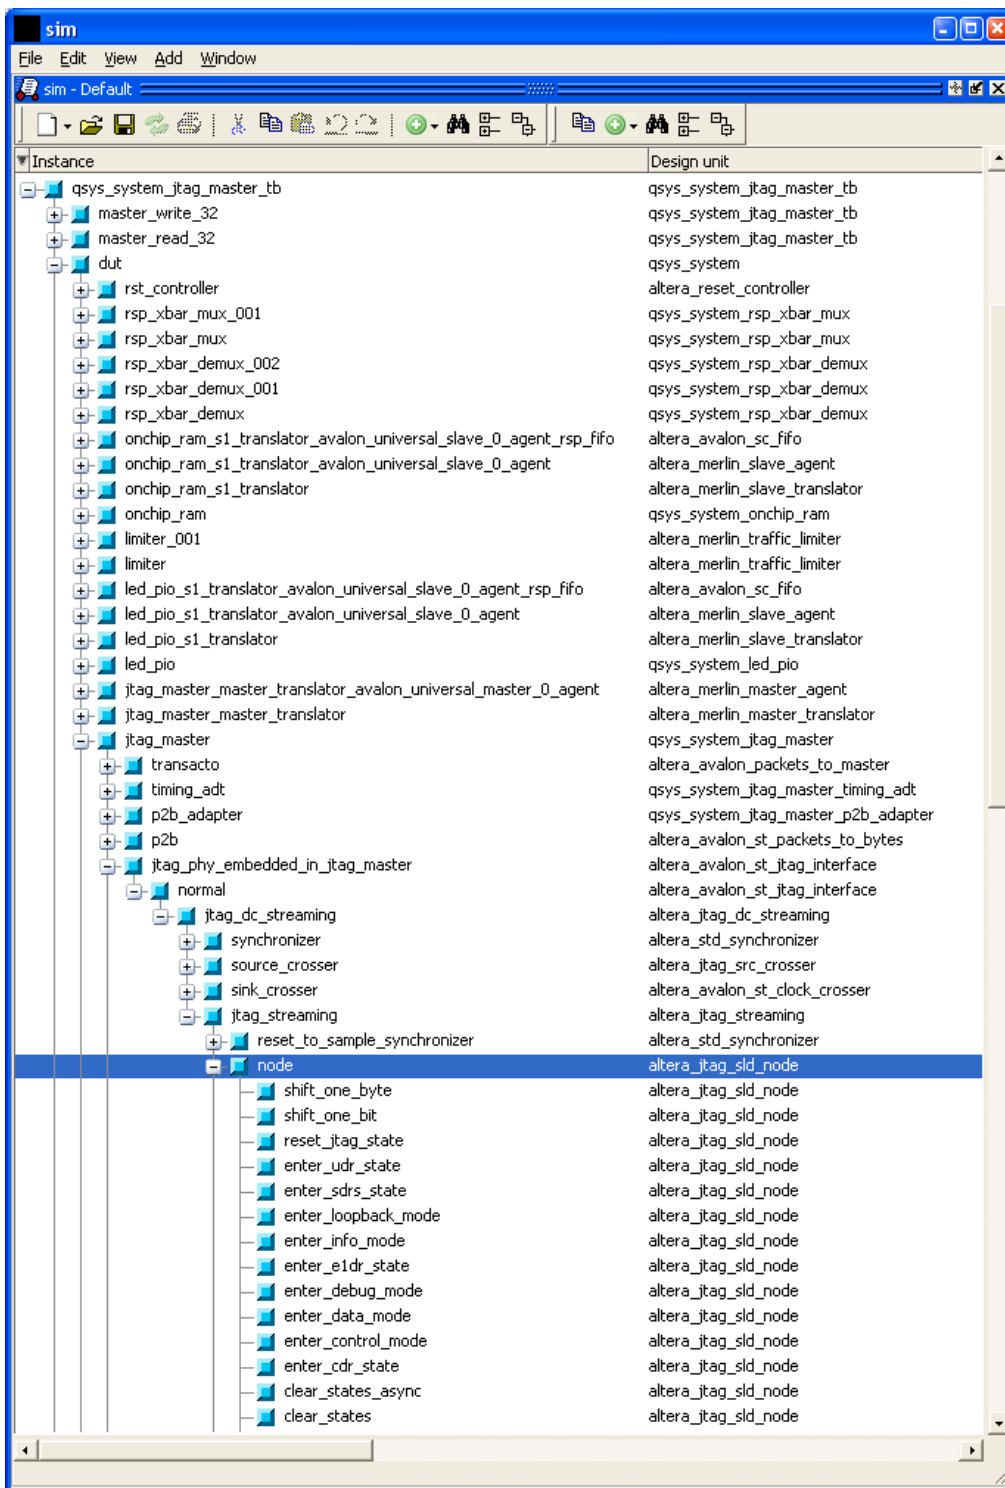 sim
File Edit View Add Window
sim - Default
Instance Design unit
qsys_system_jtag_master_tb qsys_system_jtag_master_tb
master_write_32 qsys_system_jtag_master_tb
master_read_32 qsys_system_jtag_master_tb
dut qsys_system
rst_controller altera_reset_controller
rsp_xbar_mux_001 qsys_system_rsp_xbar_mux
rsp_xbar_mux qsys_system_rsp_xbar_mux
rsp_xbar_demux_002 qsys_system_rsp_xbar_demux
rsp_xbar_demux_001 qsys_system_rsp_xbar_demux
rsp_xbar_demux qsys_system_rsp_xbar_demux
onchip_ram_s1_translator_avalon_universal_slave_0_agent_rsp_fifo altera_avalon_sc_fifo
onchip_ram_s1_translator_avalon_universal_slave_0_agent altera_merlin_slave_agent
onchip_ram_s1_translator altera_merlin_slave_translator
onchip_ram qsys_system_onchip_ram
limiter_001 altera_merlin_traffic_limiter
limiter altera_merlin_traffic_limiter
led_pio_s1_translator_avalon_universal_slave_0_agent_rsp_fifo altera_avalon_sc_fifo
led_pio_s1_translator_avalon_universal_slave_0_agent altera_merlin_slave_agent
led_pio_s1_translator altera_merlin_slave_translator
led_pio qsys_system_led_pio
jtag_master_master_translator_avalon_universal_master_0_agent altera_merlin_master_agent
jtag_master_master_translator altera_merlin_master_translator
jtag_master qsys_system_jtag_master
transacto altera_avalon_packets_to_master
timing_adt qsys_system_jtag_master_timing_adt
p2b_adapter qsys_system_jtag_master_p2b_adapter
p2b altera_avalon_st_packets_to_bytes
jtag_phy_embedded_in_jtag_master altera_avalon_st_jtag_interface
normal altera_avalon_st_jtag_interface
jtag_dc_streaming altera_jtag_dc_streaming
synchronizer altera_std_synchronizer
source_crosser altera_jtag_src_crosser
sink_crosser altera_avalon_st_clock_crosser
jtag_streaming altera_jtag_streaming
reset_to_sample_synchronizer altera_std_synchronizer
node altera_jtag_sld_node
shift_one_byte altera_jtag_sld_node
shift_one_bit altera_jtag_sld_node
reset_jtag_state altera_jtag_sld_node
enter_udr_state altera_jtag_sld_node
enter_sdrs_state altera_jtag_sld_node
enter_loopback_mode altera_jtag_sld_node
enter_info_mode altera_jtag_sld_node
enter_e1dr_state altera_jtag_sld_node
enter_debug_mode altera_jtag_sld_node
enter_data_mode altera_jtag_sld_node
enter_control_mode altera_jtag_sld_node
enter_cdr_state altera_jtag_sld_node
clear_states_async altera_jtag_sld_node
clear_states altera_jtag_sld_node